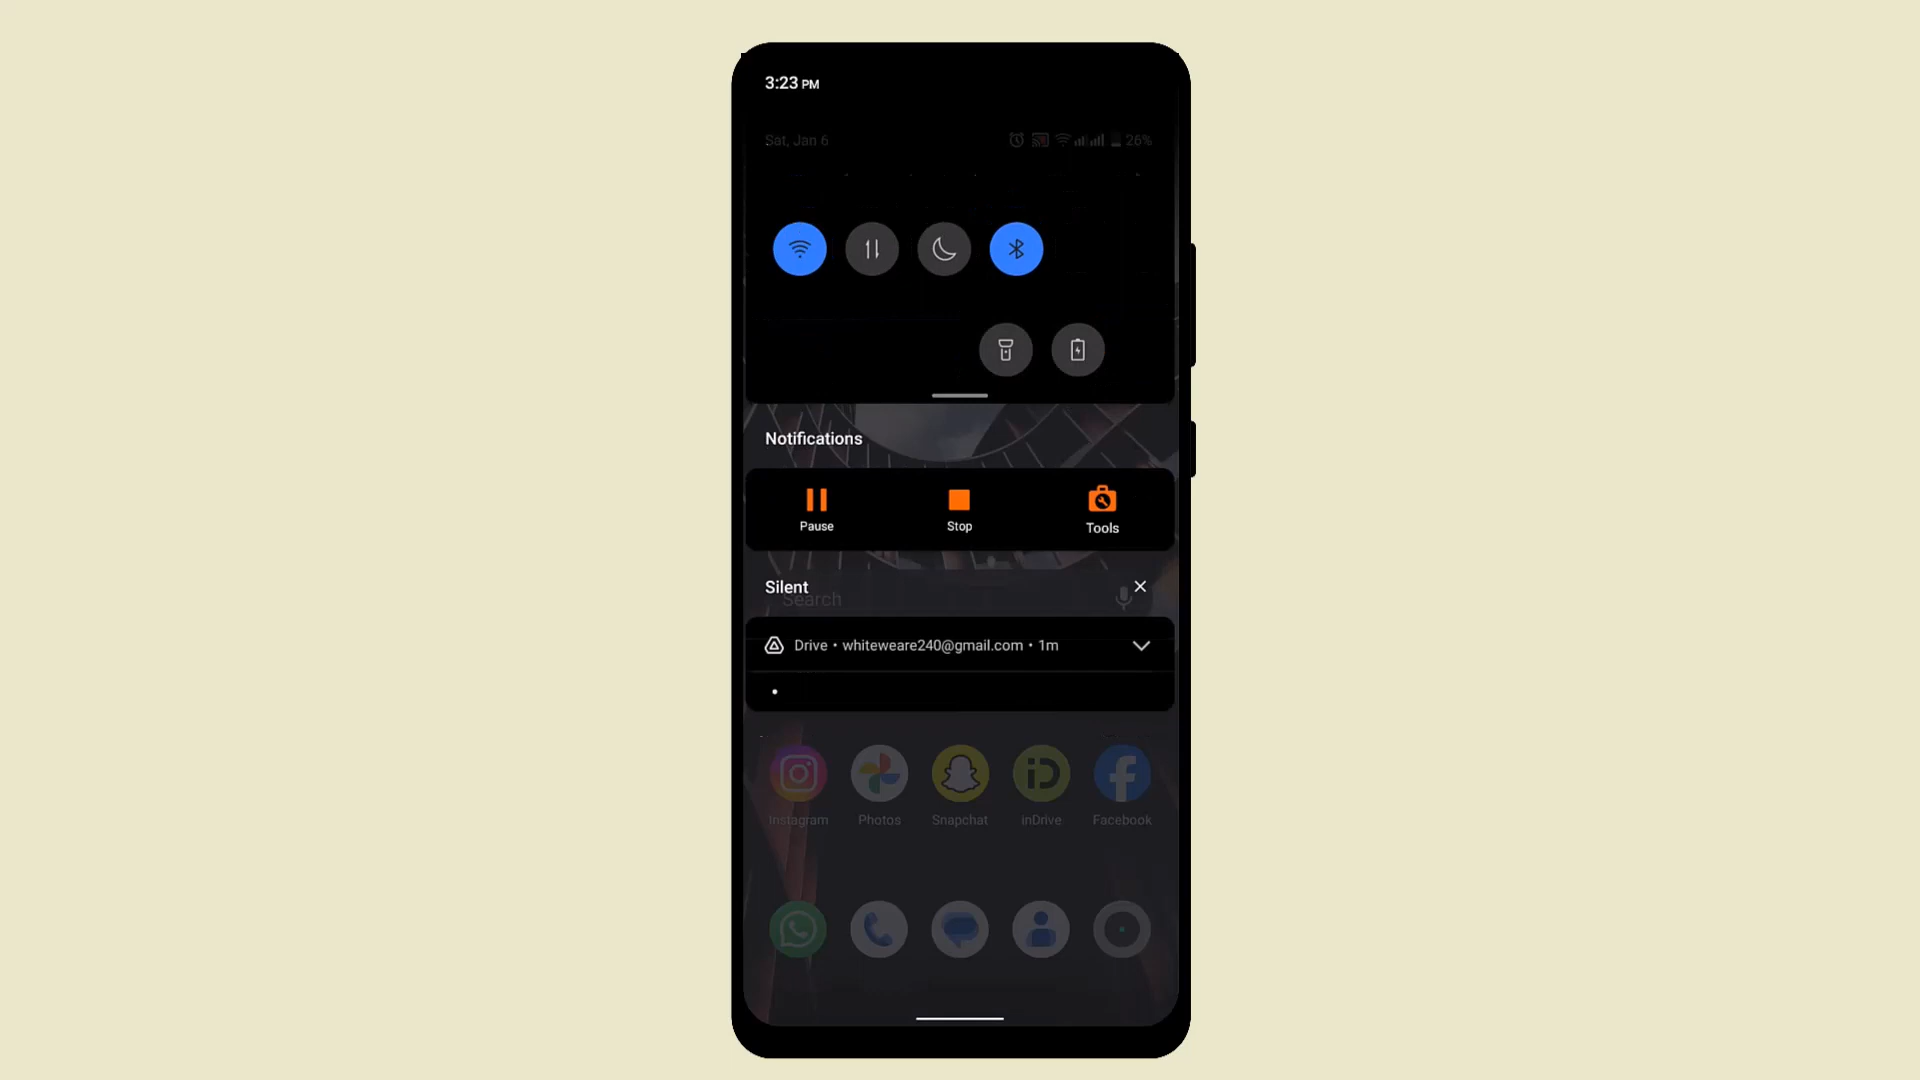 3:23 PM
Sat, Jan 6
26%
Notifications
Pause
Stop
Tools
Silent
Search
Drive • whiteweare240@gmail.com • 1m
Instagram
Photos
Snapchat
inDrive
Facebook